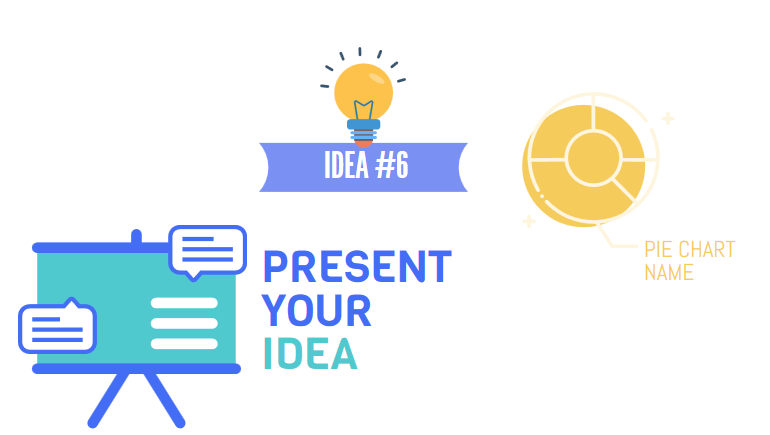 IDEA #6
PRESENT
YOUR
IDEA
PIE CHART
NAME